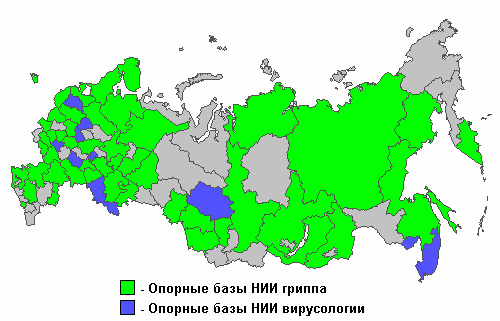 - Опорные базы НИИ гриппа
- Опорные базы НИИ вирусологии